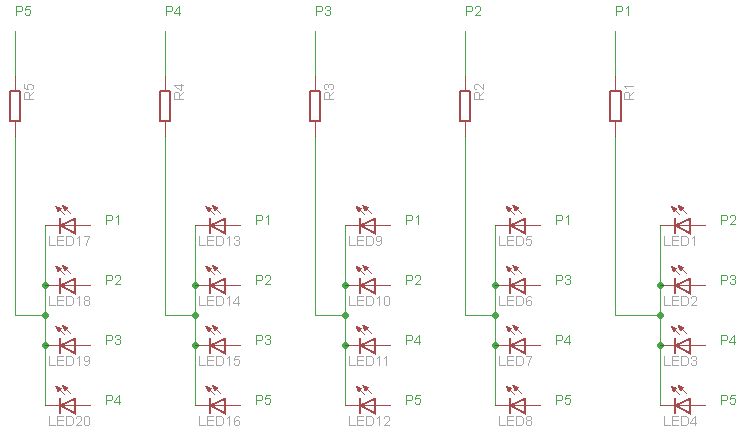 P5 P4 P3 P2 P1
R5 R4 R3 R2 R1
P1 P1 P1 P1 P2
LED17 LED13 LED9 LED5 LED1
P2 P2 P2 P3 P3
LED18 LED14 LED10 LED6 LED2
P3 P3 P4 P4 P4
LED19 LED15 LED11 LED7 LED3
P4 P5 P5 P5 P5
LED20 LED16 LED12 LED8 LED4